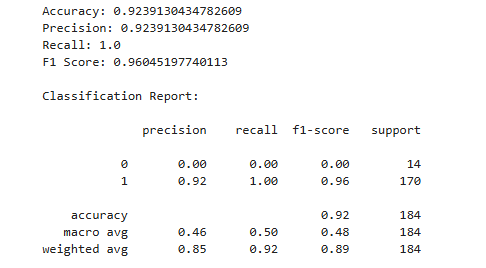 Accuracy: 0.9239130434782609
Precision: 0.9239130434782609
Recall: 1.0
F1 Score: 0.96045197740113
Classification Report:
precision recall f1-score support
0 0.00 0.00 0.00 14
1 0.92 1.00 0.96 170
accuracy 0.92 184
macro avg 0.46 0.50 0.48 184
weighted avg 0.85 0.92 0.89 184